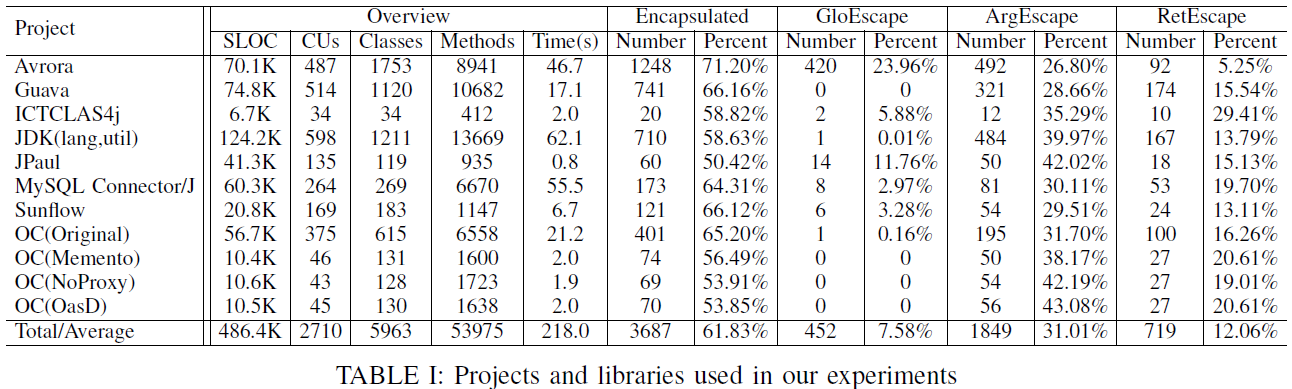 Project Overview Encapsulated GloEscape ArgEscape RetEscape
SLOC CUs Classes Methods Time(s) Number Percent Number Percent Number Percent Number Percent
Avrora 70.1K 487 1753 8941 46.7 1248 71.20% 420 23.96% 492 26.80% 92 5.25%
Guava 74.8K 514 1120 10682 17.1 741 66.16% 0 0 321 28.66% 174 15.54%
ICTCLAS4j 6.7K 34 34 412 2.0 20 58.82% 2 5.88% 12 35.29% 10 29.41%
JDK(lang,util) 124.2K 598 1211 13669 62.1 710 58.63% 1 0.01% 484 39.97% 167 13.79%
JPaul 41.3K 135 119 935 0.8 60 50.42% 14 11.76% 50 42.02% 18 15.13%
MySQL Connector/J 60.3K 264 269 6670 55.5 173 64.31% 8 2.97% 81 30.11% 53 19.70%
Sunflow 20.8K 169 183 1147 6.7 121 66.12% 6 3.28% 54 29.51% 24 13.11%
OC(Original) 56.7K 375 615 6558 21.2 401 65.20% 1 0.16% 195 31.70% 100 16.26%
OC(Memento) 10.4K 46 131 1600 2.0 74 56.49% 0 0 50 38.17% 27 20.61%
OC(NoProxy) 10.6K 43 128 1723 1.9 69 53.91% 0 0 54 42.19% 27 19.01%
OC(OasD) 10.5K 45 130 1638 2.0 70 53.85% 0 0 56 43.08% 27 20.61%
Total/Average 486.4K 2710 5963 53975 218.0 3687 61.83% 452 7.58% 1849 31.01% 719 12.06%
TABLE I: Projects and libraries used in our experiments